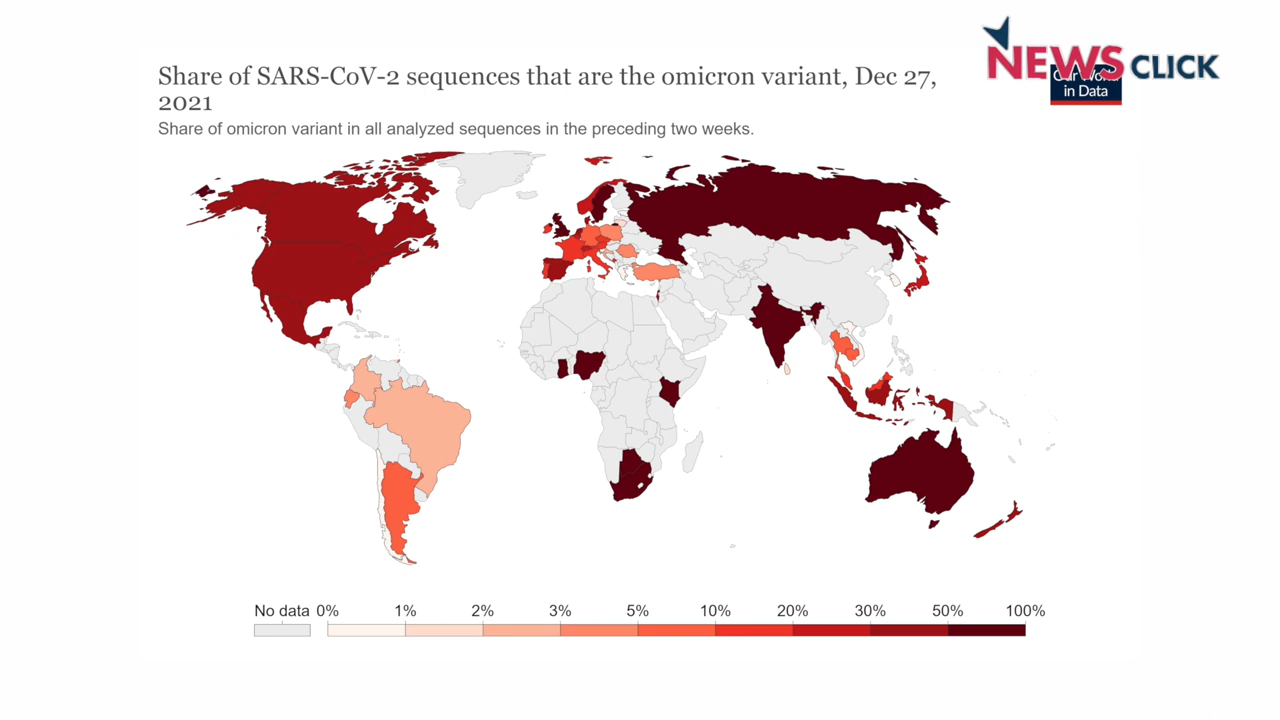 NEWS CLICK
in Data
Share of SARS-CoV-2 sequences that are the omicron variant, Dec 27,
2021
Share of omicron variant in all analyzed sequences in the preceding two weeks.
No data 0% 1% 2% 3% 5% 10% 20% 30% 50% 100%